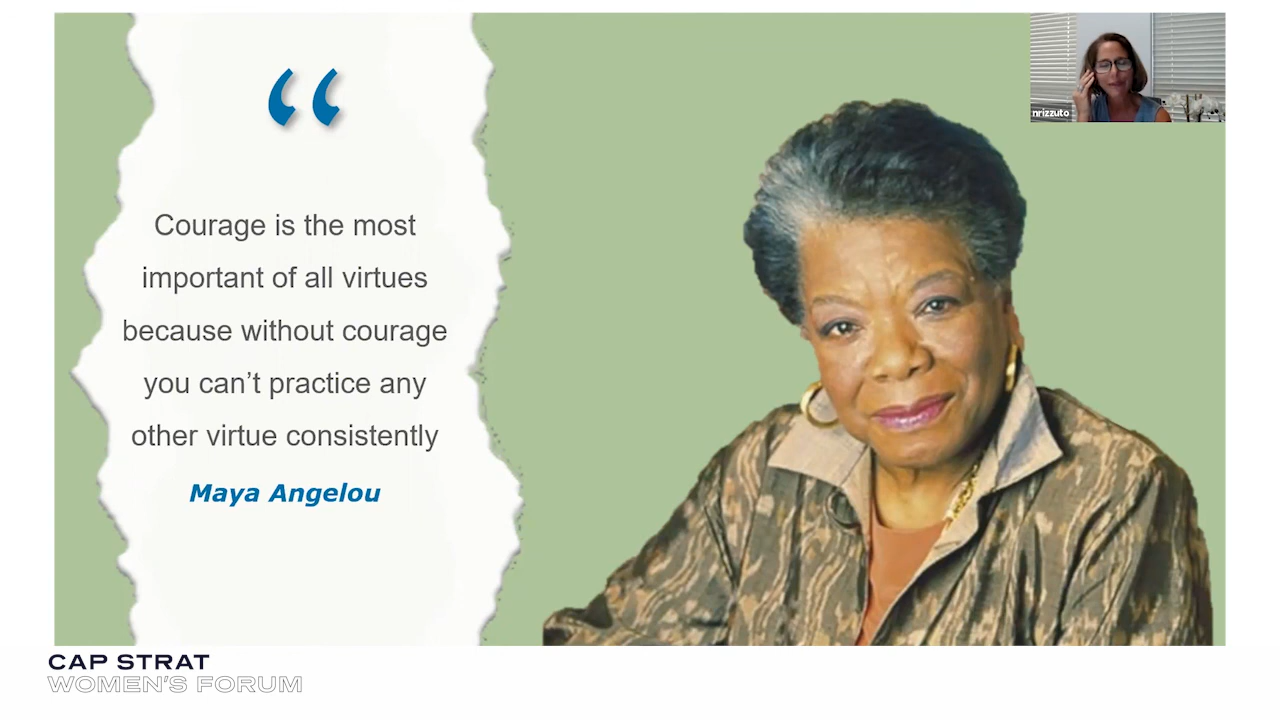 “
Courage is the most
important of all virtues
because without courage
you can’t practice any
other virtue consistently
Maya Angelou
nrizzuto
CAP STRAT
WOMEN'S FORUM